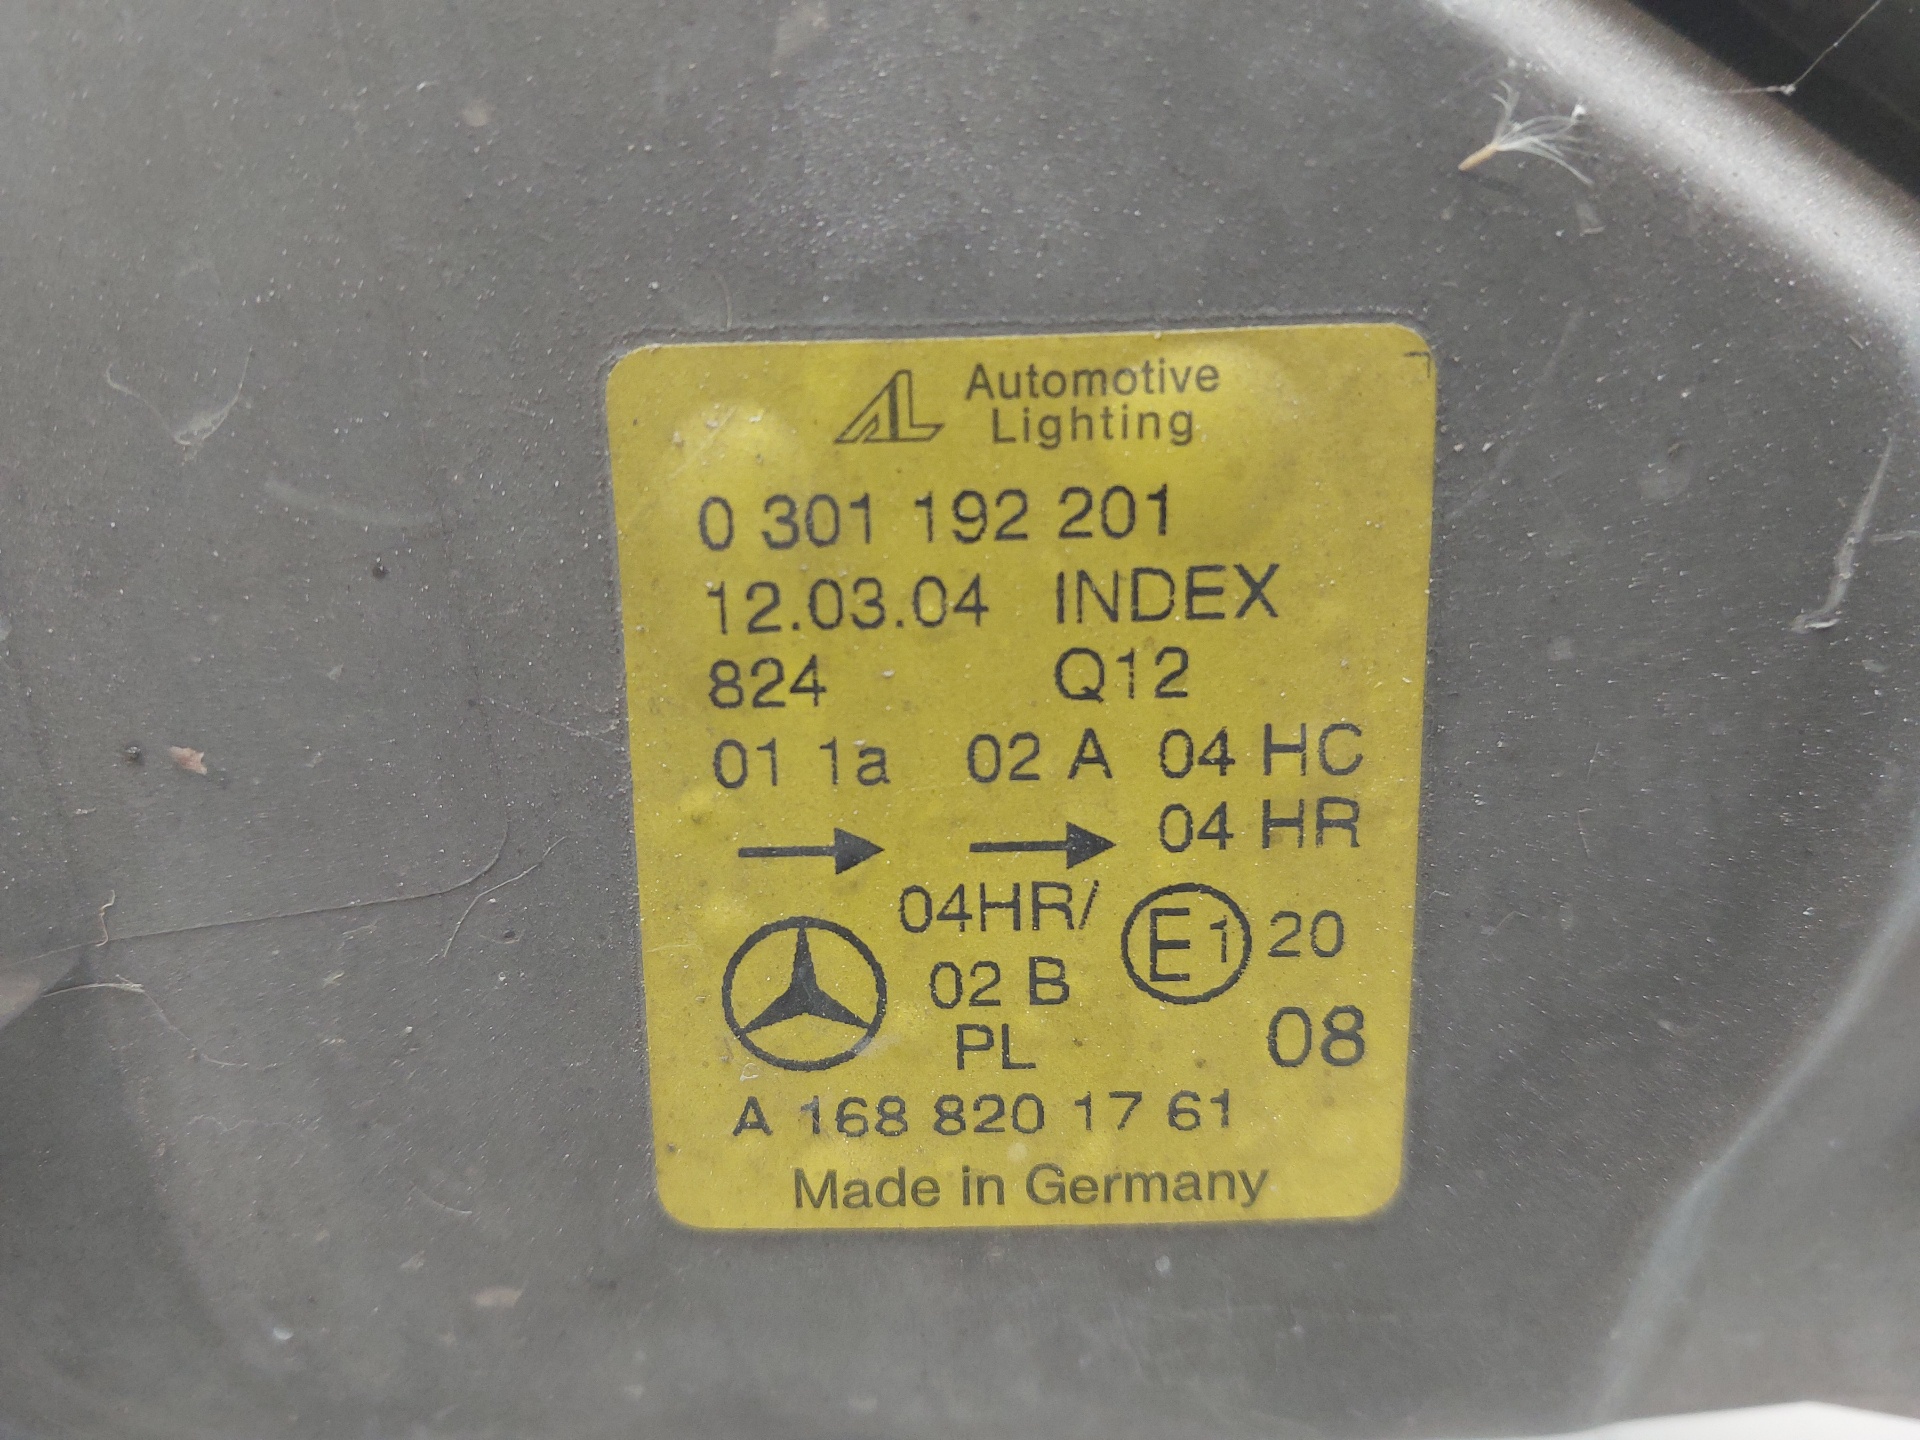 AL Automotive
Lighting
0 301 192 201
12.03.04 INDEX
824 Q12
01 1a 02 A 04 HC
04 HR
04HR/
02 B
PL
E1 20
08
A 168 820 17 61
Made in Germany